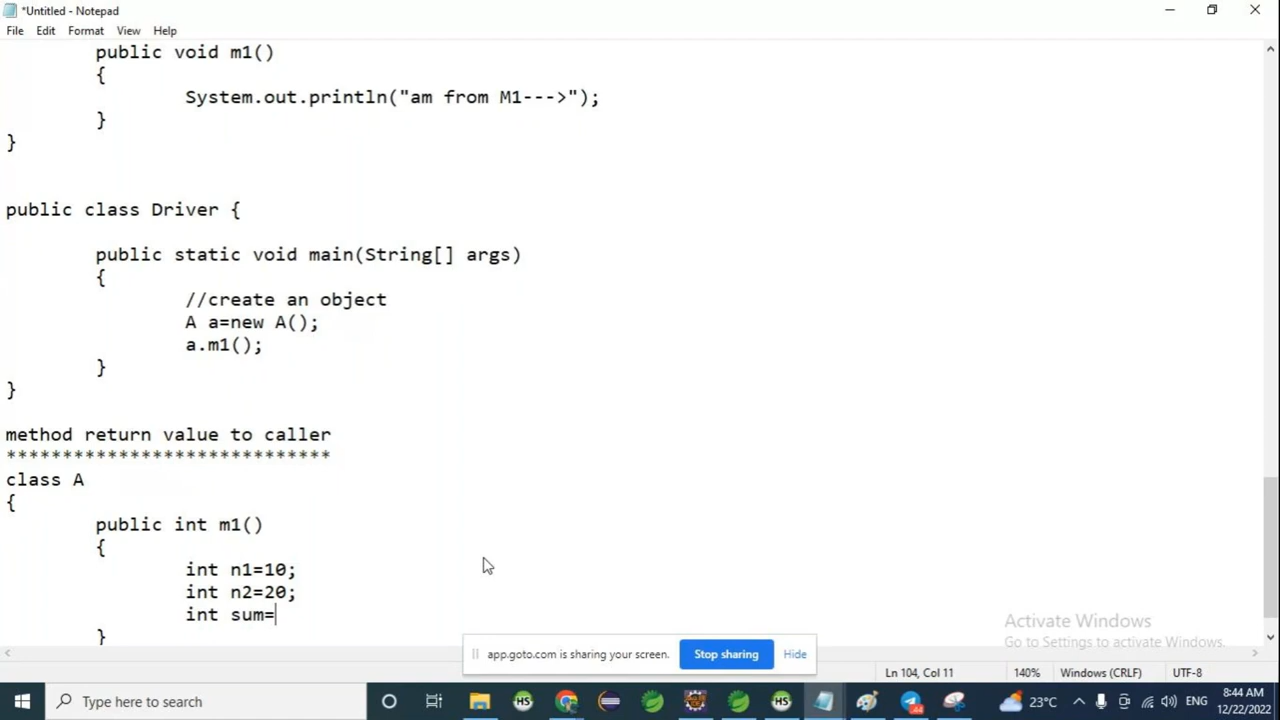 *Untitled - Notepad
File Edit Format View Help
public void m1()
{
System.out.println("am from M1--->");
}
}
public class Driver {
public static void main(String[] args)
{
//create an object
A a=new A();
a.m1();
}
}
method return value to caller
*****************************
class A
{
public int m1()
{
int n1=10;
int n2=20;
int sum=
}
Activate Windows
Go to Settings to activate Windows.
app.goto.com is sharing your screen. Stop sharing Hide
Ln 104, Col 11 140% Windows (CRLF) UTF-8
Type here to search HS HS 44 23°C ENG 8:44 AM
12/22/2022